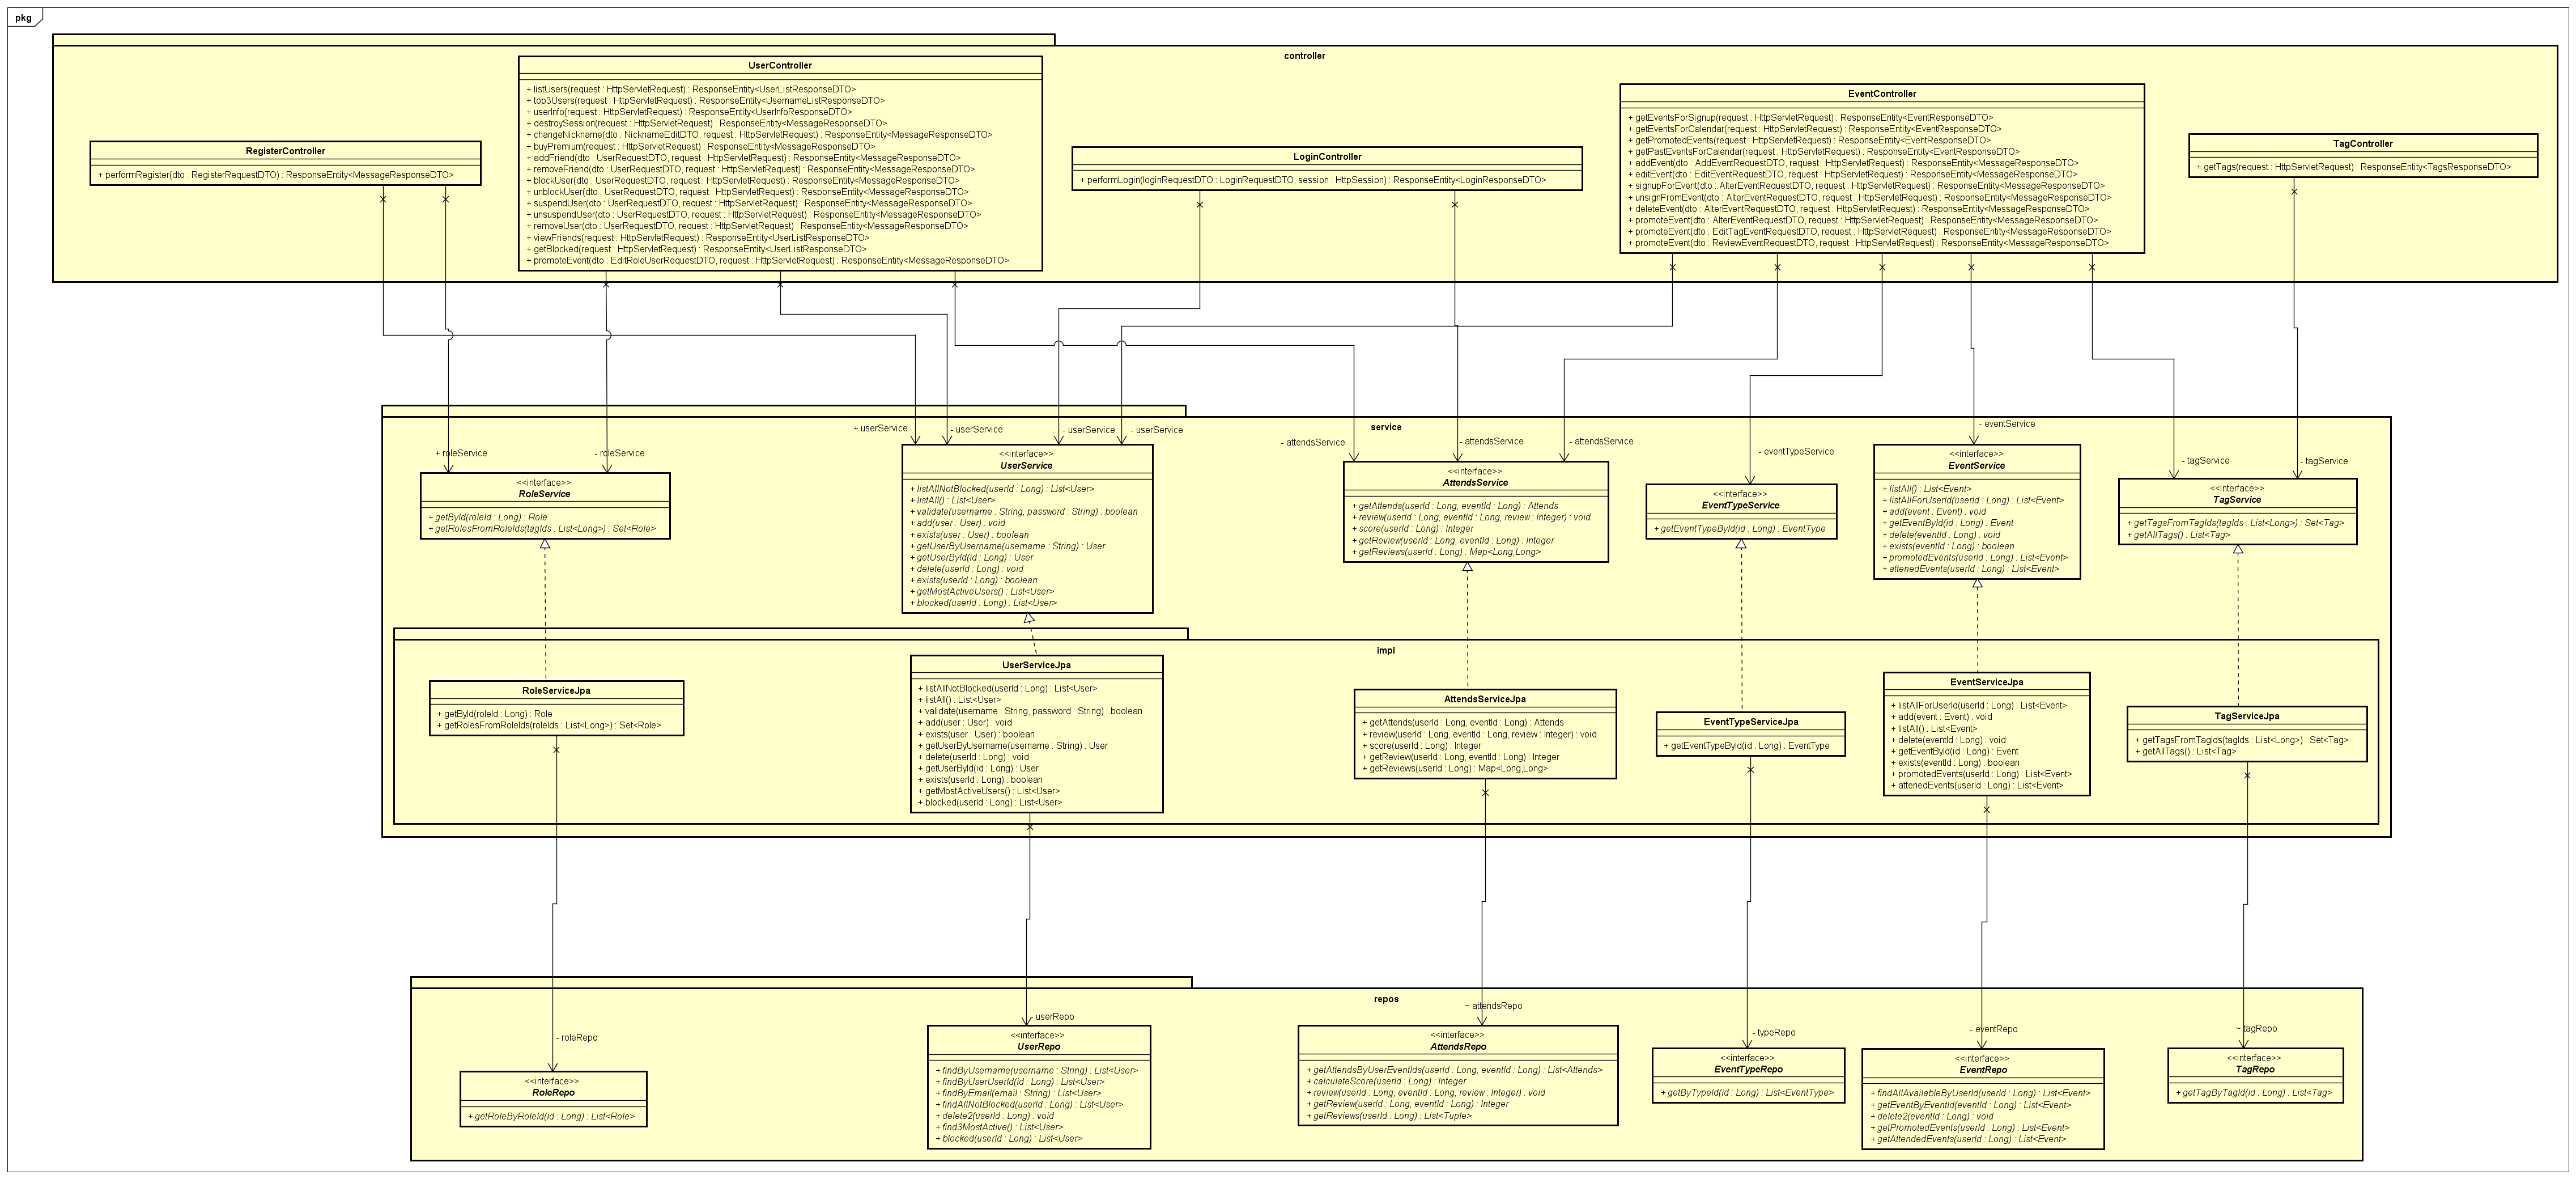 pkg
controller
RegisterController
+ performRegister(dto : RegisterRequestDTO) : ResponseEntity<MessageResponseDTO>
UserController
+ listUsers(request : HttpServletRequest) : ResponseEntity<UserListResponseDTO>
+ top3Users(request : HttpServletRequest) : ResponseEntity<UsernameListResponseDTO>
+ userInfo(request : HttpServletRequest) : ResponseEntity<UserInfoResponseDTO>
+ destroySession(request : HttpServletRequest) : ResponseEntity<MessageResponseDTO>
+ changeNickname(dto : NicknameEditDTO, request : HttpServletRequest) : ResponseEntity<MessageResponseDTO>
+ buyPremium(request : HttpServletRequest) : ResponseEntity<MessageResponseDTO>
+ addFriend(dto : UserRequestDTO, request : HttpServletRequest) : ResponseEntity<MessageResponseDTO>
+ removeFriend(dto : UserRequestDTO, request : HttpServletRequest) : ResponseEntity<MessageResponseDTO>
+ blockUser(dto : UserRequestDTO, request : HttpServletRequest) : ResponseEntity<MessageResponseDTO>
+ unblockUser(dto : UserRequestDTO, request : HttpServletRequest) : ResponseEntity<MessageResponseDTO>
+ suspendUser(dto : UserRequestDTO, request : HttpServletRequest) : ResponseEntity<MessageResponseDTO>
+ unsuspendUser(dto : UserRequestDTO, request : HttpServletRequest) : ResponseEntity<MessageResponseDTO>
+ removeUser(dto : UserRequestDTO, request : HttpServletRequest) : ResponseEntity<MessageResponseDTO>
+ viewFriends(request : HttpServletRequest) : ResponseEntity<UserListResponseDTO>
+ getBlocked(request : HttpServletRequest) : ResponseEntity<UserListResponseDTO>
+ promoteEvent(dto : EditRoleUserRequestDTO, request : HttpServletRequest) : ResponseEntity<MessageResponseDTO>
LoginController
+ performLogin(loginRequestDTO : LoginRequestDTO, session : HttpSession) : ResponseEntity<LoginResponseDTO>
EventController
+ getEventsForSignup(request : HttpServletRequest) : ResponseEntity<EventResponseDTO>
+ getEventsForCalendar(request : HttpServletRequest) : ResponseEntity<EventResponseDTO>
+ getPromotedEvents(request : HttpServletRequest) : ResponseEntity<EventResponseDTO>
+ getPastEventsForCalendar(request : HttpServletRequest) : ResponseEntity<EventResponseDTO>
+ addEvent(dto : AddEventRequestDTO, request : HttpServletRequest) : ResponseEntity<MessageResponseDTO>
+ editEvent(dto : EditEventRequestDTO, request : HttpServletRequest) : ResponseEntity<MessageResponseDTO>
+ signupForEvent(dto : AlterEventRequestDTO, request : HttpServletRequest) : ResponseEntity<MessageResponseDTO>
+ unsignFromEvent(dto : AlterEventRequestDTO, request : HttpServletRequest) : ResponseEntity<MessageResponseDTO>
+ deleteEvent(dto : AlterEventRequestDTO, request : HttpServletRequest) : ResponseEntity<MessageResponseDTO>
+ promoteEvent(dto : AlterEventRequestDTO, request : HttpServletRequest) : ResponseEntity<MessageResponseDTO>
+ promoteEvent(dto : EditTagEventRequestDTO, request : HttpServletRequest) : ResponseEntity<MessageResponseDTO>
+ promoteEvent(dto : ReviewEventRequestDTO, request : HttpServletRequest) : ResponseEntity<MessageResponseDTO>
TagController
+ getTags(request : HttpServletRequest) : ResponseEntity<TagsResponseDTO>
service
+ roleService
- roleService
+ userService
- userService
- userService
- userService
- attendsService
- attendsService
- attendsService
- eventTypeService
- eventService
- tagService
- tagService
<<interface>>
RoleService
+ getById(roleId : Long) : Role
+ getRolesFromRoleIds(tagIds : List<Long>) : Set<Role>
<<interface>>
UserService
+ listAllNotBlocked(userId : Long) : List<User>
+ listAll() : List<User>
+ validate(username : String, password : String) : boolean
+ add(user : User) : void
+ exists(user : User) : boolean
+ getUserByUsername(username : String) : User
+ getUserById(id : Long) : User
+ delete(userId : Long) : void
+ exists(userId : Long) : boolean
+ getMostActiveUsers() : List<User>
+ blocked(userId : Long) : List<User>
<<interface>>
AttendsService
+ getAttends(userId : Long, eventId : Long) : Attends
+ review(userId : Long, eventId : Long, review : Integer) : void
+ score(userId : Long) : Integer
+ getReview(userId : Long, eventId : Long) : Integer
+ getReviews(userId : Long) : Map<Long,Long>
<<interface>>
EventTypeService
+ getEventTypeById(id : Long) : EventType
<<interface>>
EventService
+ listAll() : List<Event>
+ listAllForUserId(userId : Long) : List<Event>
+ add(event : Event) : void
+ getEventById(id : Long) : Event
+ delete(eventId : Long) : void
+ exists(eventId : Long) : boolean
+ promotedEvents(userId : Long) : List<Event>
+ attenedEvents(userId : Long) : List<Event>
<<interface>>
TagService
+ getTagsFromTagIds(tagIds : List<Long>) : Set<Tag>
+ getAllTags() : List<Tag>
impl
RoleServiceJpa
+ getById(roleId : Long) : Role
+ getRolesFromRoleIds(roleIds : List<Long>) : Set<Role>
UserServiceJpa
+ listAllNotBlocked(userId : Long) : List<User>
+ listAll() : List<User>
+ validate(username : String, password : String) : boolean
+ add(user : User) : void
+ exists(user : User) : boolean
+ getUserByUsername(username : String) : User
+ delete(userId : Long) : void
+ getUserById(id : Long) : User
+ exists(userId : Long) : boolean
+ getMostActiveUsers() : List<User>
+ blocked(userId : Long) : List<User>
AttendsServiceJpa
+ getAttends(userId : Long, eventId : Long) : Attends
+ review(userId : Long, eventId : Long, review : Integer) : void
+ score(userId : Long) : Integer
+ getReview(userId : Long, eventId : Long) : Integer
+ getReviews(userId : Long) : Map<Long,Long>
EventTypeServiceJpa
+ getEventTypeById(id : Long) : EventType
EventServiceJpa
+ listAllForUserId(userId : Long) : List<Event>
+ add(event : Event) : void
+ listAll() : List<Event>
+ delete(eventId : Long) : void
+ getEventById(id : Long) : Event
+ exists(eventId : Long) : boolean
+ promotedEvents(userId : Long) : List<Event>
+ attenedEvents(userId : Long) : List<Event>
TagServiceJpa
+ getTagsFromTagIds(tagIds : List<Long>) : Set<Tag>
+ getAllTags() : List<Tag>
repos
- roleRepo
- userRepo
~ attendsRepo
- typeRepo
- eventRepo
~ tagRepo
<<interface>>
RoleRepo
+ getRoleByRoleId(id : Long) : List<Role>
<<interface>>
UserRepo
+ findByUsername(username : String) : List<User>
+ findByUserUserId(id : Long) : List<User>
+ findByEmail(email : String) : List<User>
+ findAllNotBlocked(userId : Long) : List<User>
+ delete2(userId : Long) : void
+ find3MostActive() : List<User>
+ blocked(userId : Long) : List<User>
<<interface>>
AttendsRepo
+ getAttendsByUserEventIds(userId : Long, eventId : Long) : List<Attends>
+ calculateScore(userId : Long) : Integer
+ review(userId : Long, eventId : Long, review : Integer) : void
+ getReview(userId : Long, eventId : Long) : Integer
+ getReviews(userId : Long) : List<Tuple>
<<interface>>
EventTypeRepo
+ getByTypeId(id : Long) : List<EventType>
<<interface>>
EventRepo
+ findAllAvailableByUserId(userId : Long) : List<Event>
+ getEventByEventId(eventId : Long) : List<Event>
+ delete2(eventId : Long) : void
+ getPromotedEvents(userId : Long) : List<Event>
+ getAttendedEvents(userId : Long) : List<Event>
<<interface>>
TagRepo
+ getTagByTagId(id : Long) : List<Tag>